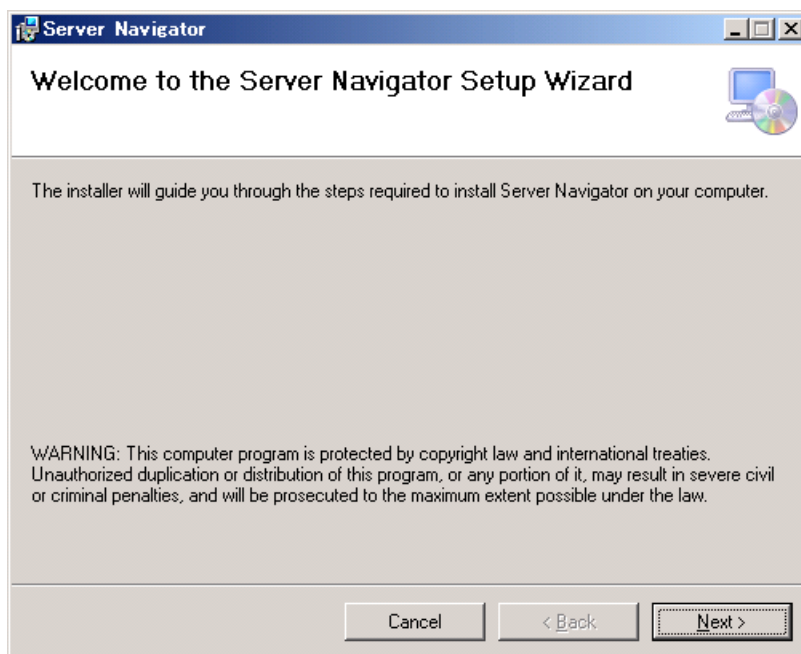 Server Navigator
Welcome to the Server Navigator Setup Wizard
The installer will guide you through the steps required to install Server Navigator on your computer.
WARNING: This computer program is protected by copyright law and international treaties.
Unauthorized duplication or distribution of this program, or any portion of it, may result in severe civil
or criminal penalties, and will be prosecuted to the maximum extent possible under the law.
Cancel < Back Next >